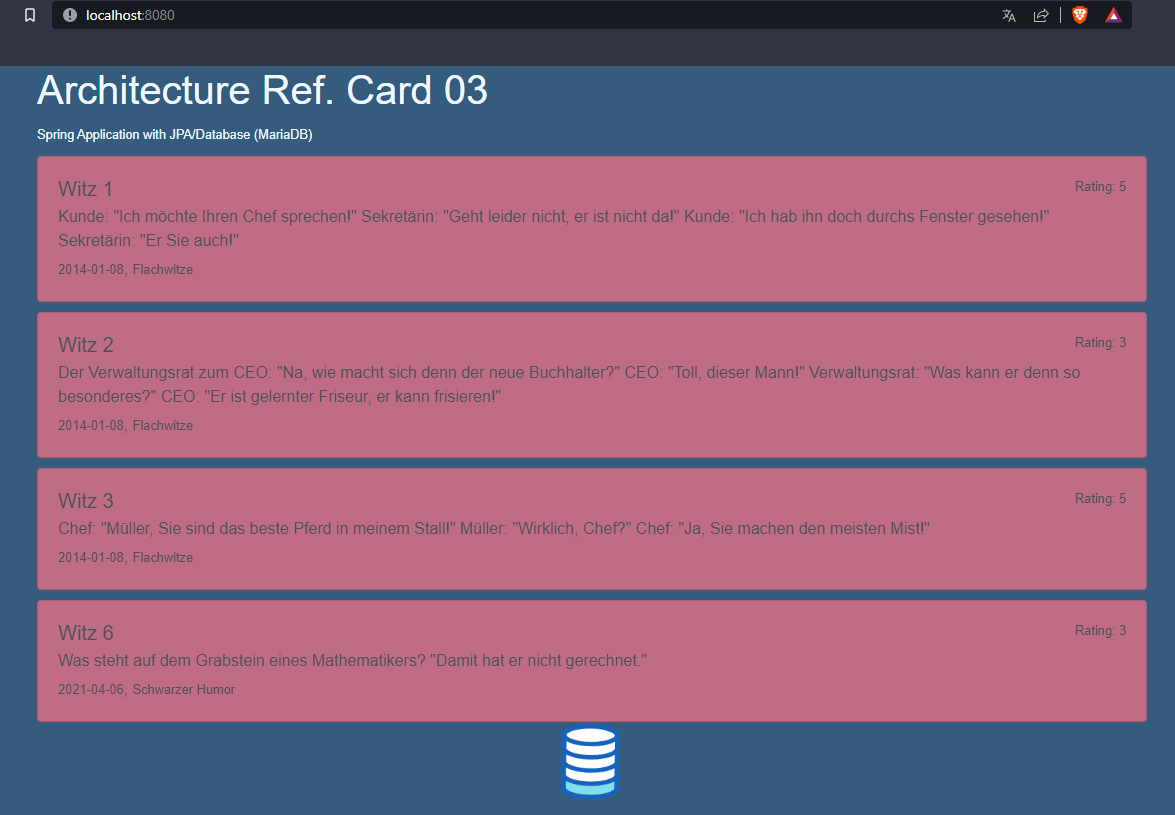 localhost:8080
Architecture Ref. Card 03
Spring Application with JPA/Database (MariaDB)
Witz 1
Rating: 5
Kunde: "Ich möchte Ihren Chef sprechen!" Sekretärin: "Geht leider nicht, er ist nicht da!" Kunde: "Ich hab ihn doch durchs Fenster gesehen!"
Sekretärin: "Er Sie auch!"
2014-01-08, Flachwitze
Witz 2
Rating: 3
Der Verwaltungsrat zum CEO: "Na, wie macht sich denn der neue Buchhalter?" CEO: "Toll, dieser Mann!" Verwaltungsrat: "Was kann er denn so
besonderes?" CEO: "Er ist gelernter Friseur, er kann frisieren!"
2014-01-08, Flachwitze
Witz 3
Rating: 5
Chef: "Müller, Sie sind das beste Pferd in meinem Stall!" Müller: "Wirklich, Chef?" Chef: "Ja, Sie machen den meisten Mist!"
2014-01-08, Flachwitze
Witz 6
Rating: 3
Was steht auf dem Grabstein eines Mathematikers? "Damit hat er nicht gerechnet."
2021-04-06, Schwarzer Humor